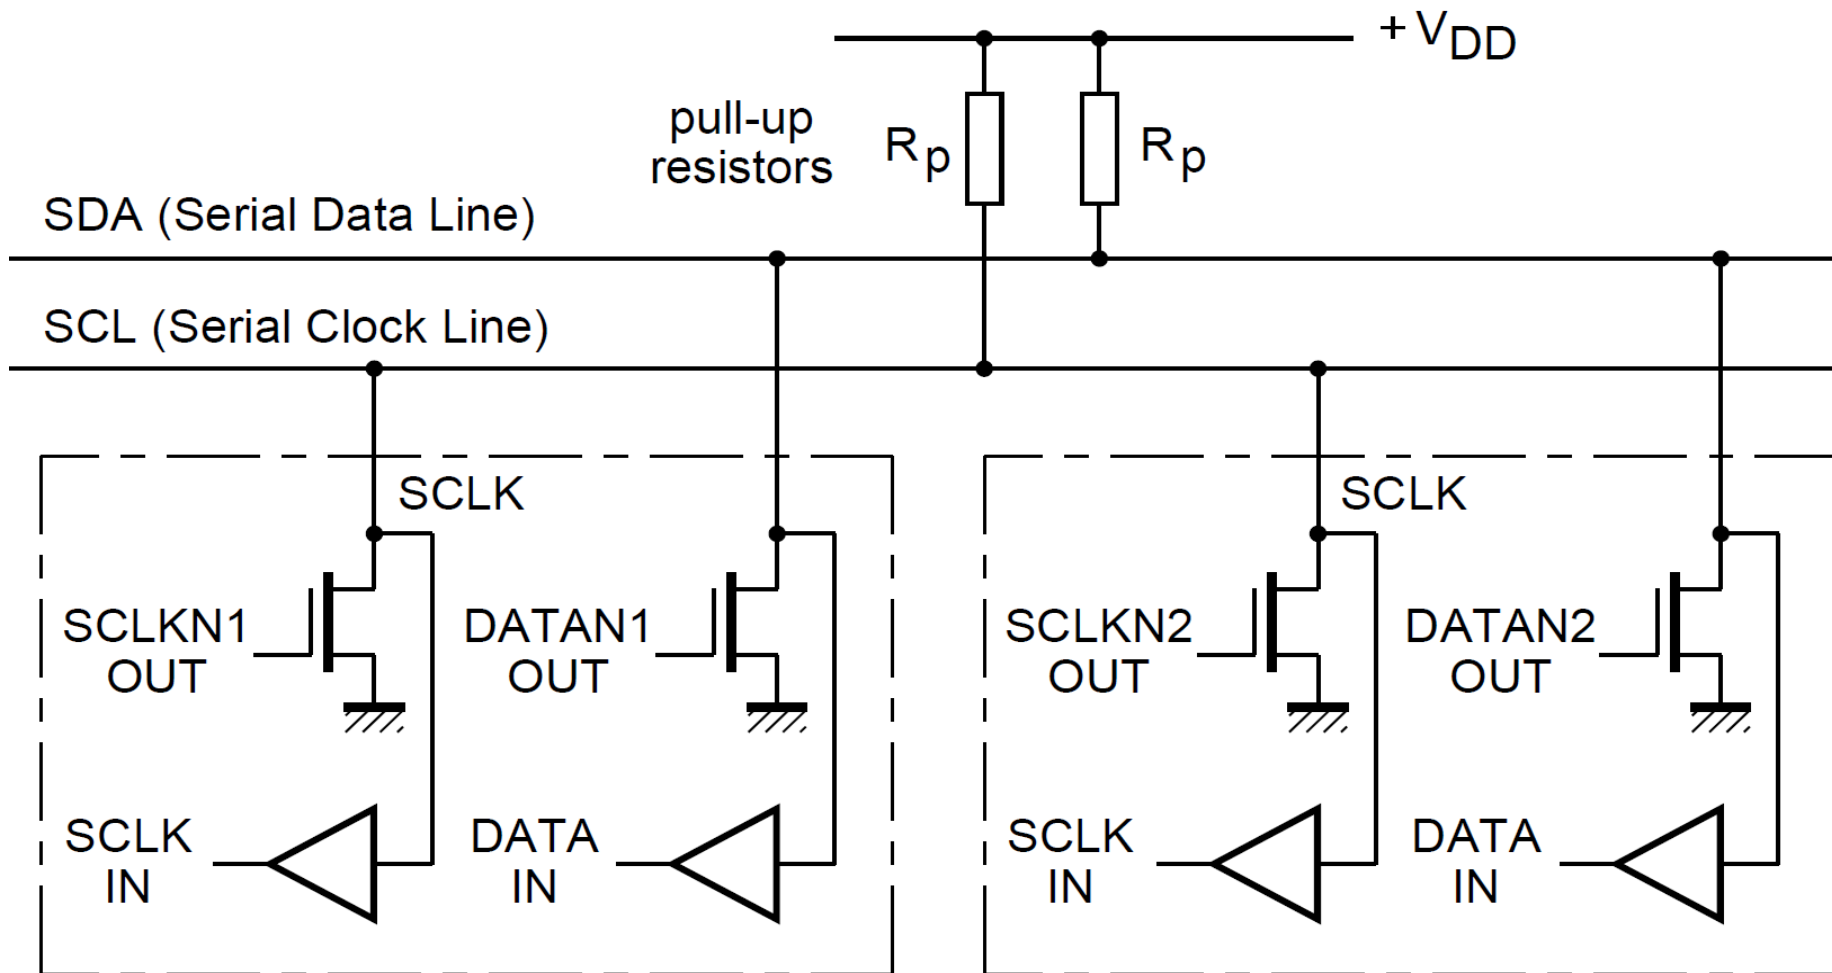 + VDD
pull-up
resistors
Rp
Rp
SDA (Serial Data Line)
SCL (Serial Clock Line)
SCLK
SCLK
SCLKN1
OUT
DATAN1
OUT
SCLKN2
OUT
DATAN2
OUT
SCLK
IN
DATA
IN
SCLK
IN
DATA
IN